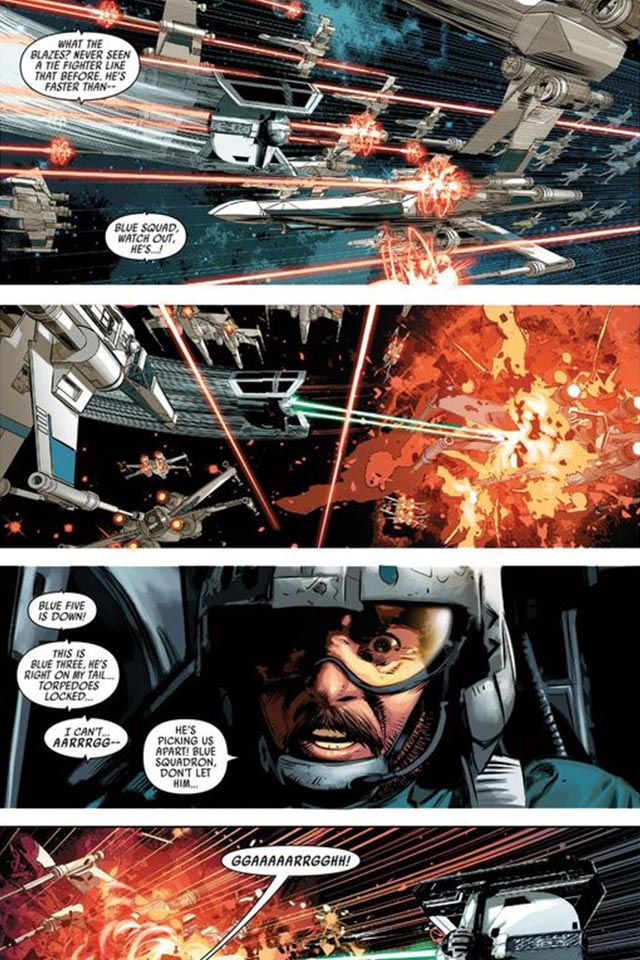 WHAT THE
BLAZES? NEVER SEEN
A TIE FIGHTER LIKE
THAT BEFORE. HE'S
FASTER THAN--
BLUE SQUAD,
WATCH OUT,
HE'S...!
BLUE FIVE
IS DOWN!
THIS IS
BLUE THREE, HE'S
RIGHT ON MY TAIL...
TORPEDOES
LOCKED...
I CAN'T...
AARRRGG--
HE'S
PICKING US
APART! BLUE
SQUADRON,
DON'T LET
HIM...
GGAAAAARRGGHH!